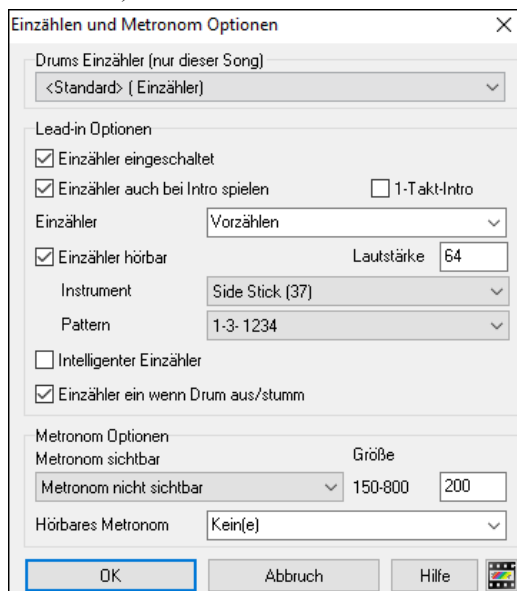 Einzählen und Metronom Optionen
Drums Einzähler (nur dieser Song)
<Standard> ( Einzähler)
Lead-in Optionen
Einzähler eingeschaltet
Einzähler auch bei Intro spielen 1-Takt-Intro
Einzähler Vorzählen
Einzähler hörbar Lautstärke 64
Instrument Side Stick (37)
Pattern 1-3- 1234
Intelligenter Einzähler
Einzähler ein wenn Drum aus/stumm
Metronom Optionen
Metronom sichtbar Größe
Metronom nicht sichtbar 150-800 200
Hörbares Metronom Kein(e)
OK Abbruch Hilfe